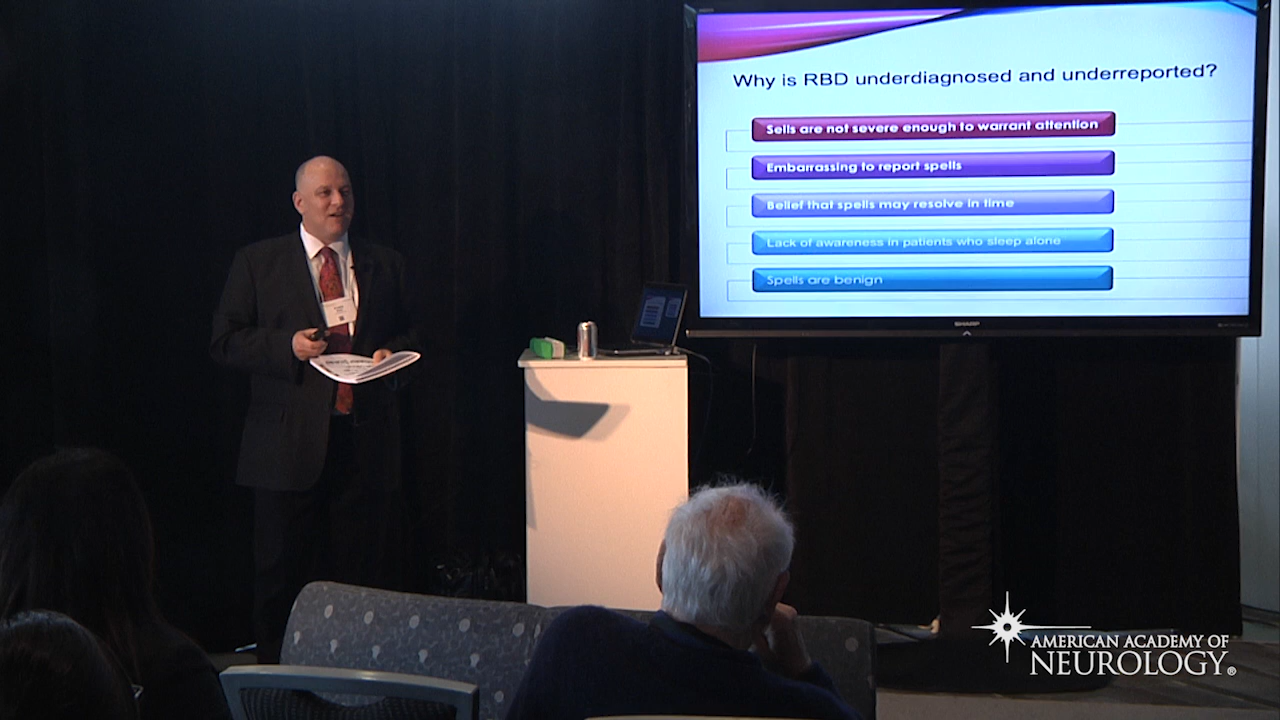 Why is RBD underdiagnosed and underreported?
Sells are not severe enough to warrant attention
Embarrassing to report spells
Belief that spells may resolve in time
Lack of awareness in patients who sleep alone
Spells are benign
SHARP
AMERICAN ACADEMY OF
NEUROLOGY®